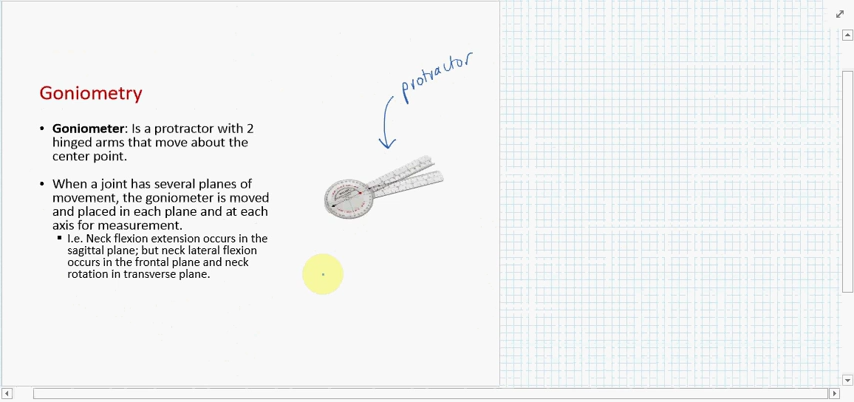 protractor
Goniometry
• Goniometer: Is a protractor with 2
hinged arms that move about the
center point.
• When a joint has several planes of
movement, the goniometer is moved
and placed in each plane and at each
axis for measurement.
▪ I.e. Neck flexion extension occurs in the
sagittal plane; but neck lateral flexion
occurs in the frontal plane and neck
rotation in transverse plane.